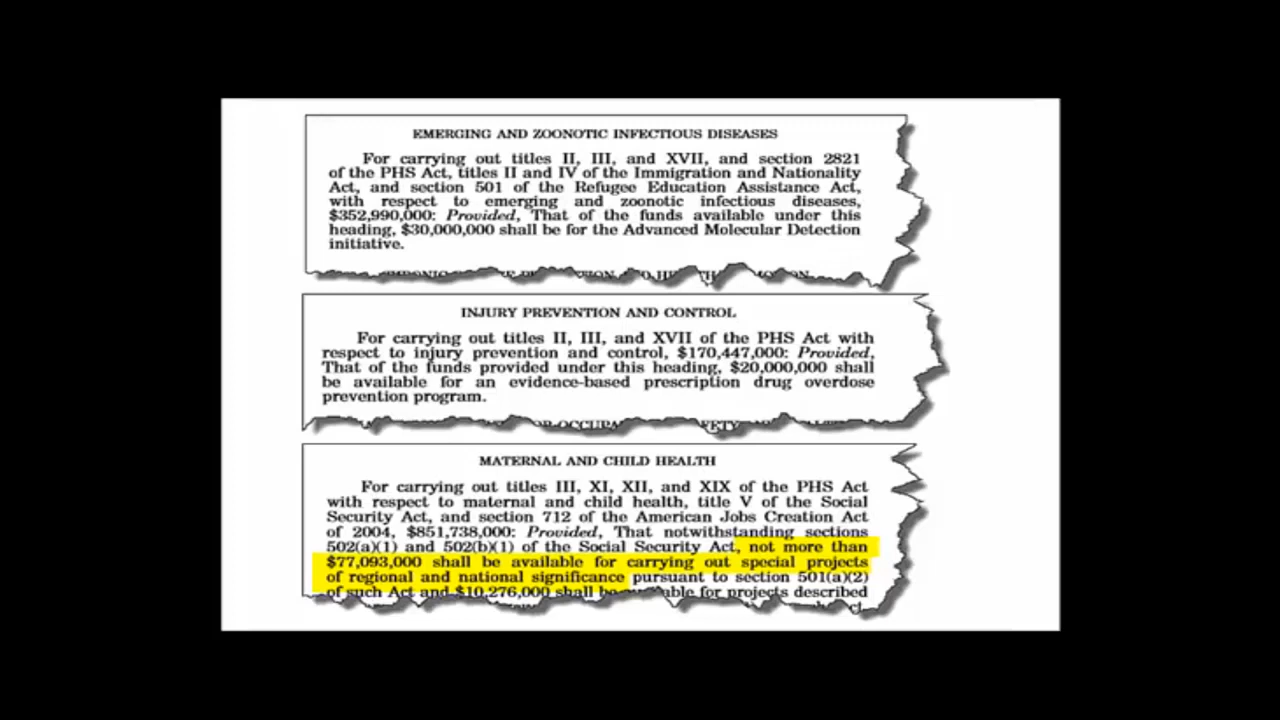 EMERGING AND ZOONOTIC INFECTIOUS DISEASES
For carrying out titles II, III, and XVII, and section 2821
of the PHS Act, titles II and IV of the Immigration and Nationality
Act, and section 501 of the Refugee Education Assistance Act,
with respect to emerging and zoonotic infectious diseases,
$352,990,000: Provided, That of the funds available under this
heading, $30,000,000 shall be for the Advanced Molecular Detection
initiative.
INJURY PREVENTION AND CONTROL
For carrying out titles II, III, and XVII of the PHS Act with
respect to injury prevention and control, $170,447,000: Provided,
That of the funds provided under this heading, $20,000,000 shall
be available for an evidence-based prescription drug overdose
prevention program.
MATERNAL AND CHILD HEALTH
For carrying out titles III, XI, XII, and XIX of the PHS Act
with respect to maternal and child health, title V of the Social
Security Act, and section 712 of the American Jobs Creation Act
of 2004, $851,738,000: Provided, That notwithstanding sections
502(a)(1) and 502(b)(1) of the Social Security Act, not more than
$77,093,000 shall be available for carrying out special projects
of regional and national significance pursuant to section 501(a)(2)
of such Act and $10,276,000 shall be for projects described